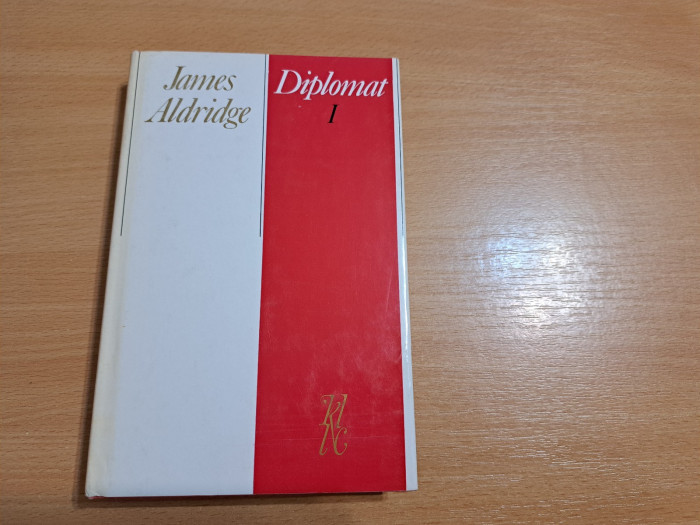 James
Aldridge
Diplomat
I